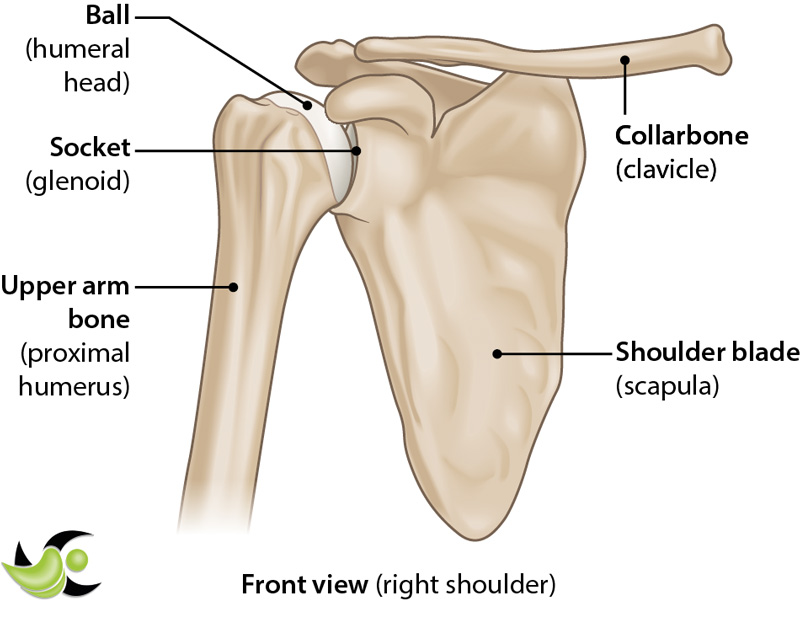 Ball
(humeral
head)
Socket
(glenoid)
Upper arm
bone
(proximal
humerus)
Collarbone
(clavicle)
Shoulder blade
(scapula)
Front view (right shoulder)